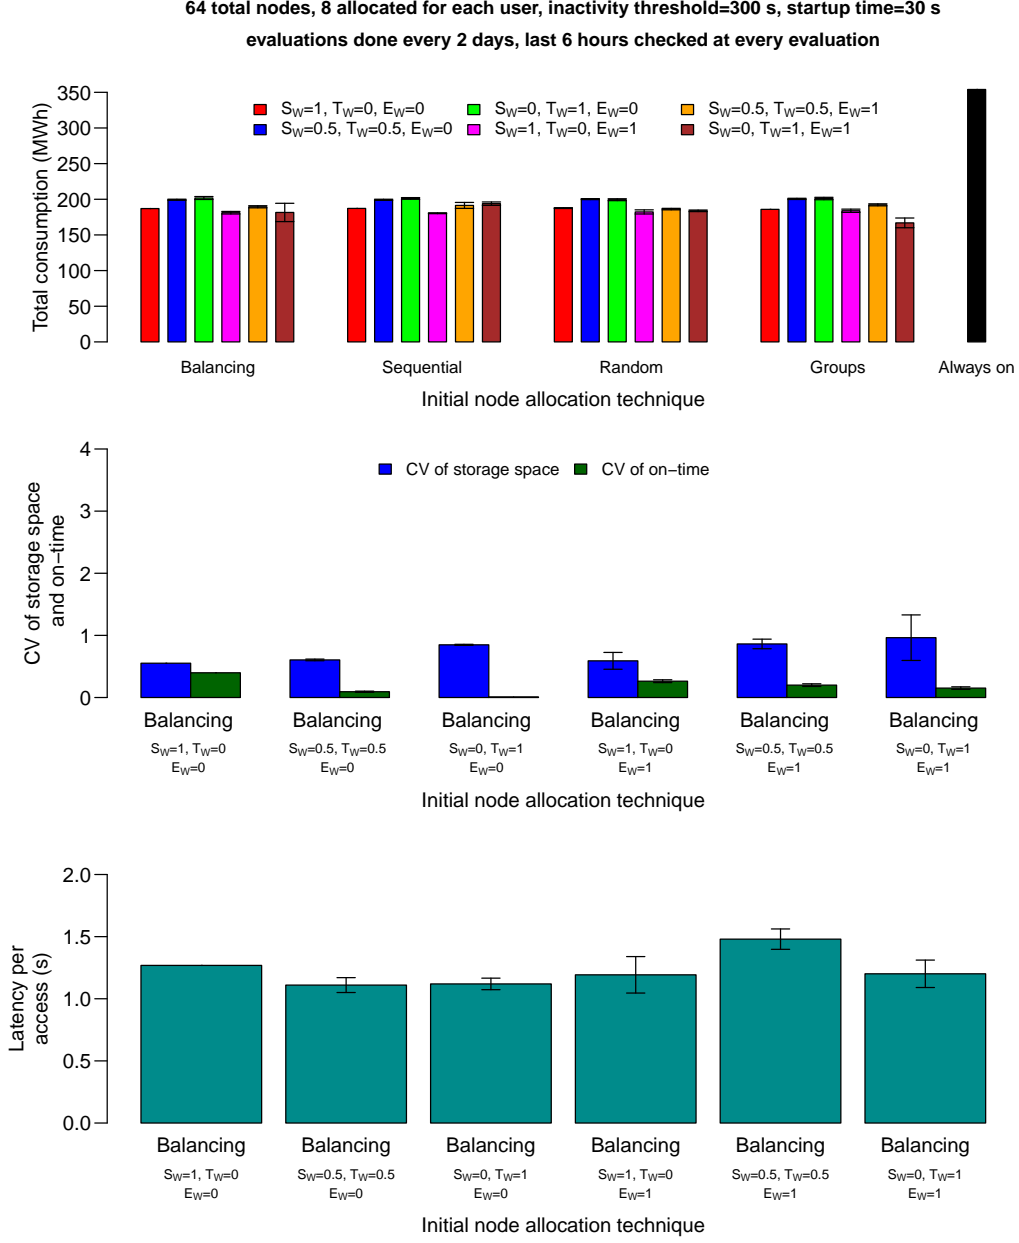 64 total nodes, 8 allocated for each user, inactivity threshold=300 s, startup time=30 s
evaluations done every 2 days, last 6 hours checked at every evaluation
Total consumption (MWh)
350
300
250
200
150
100
50
0
SW=1, TW=0, EW=0
SW=0, TW=1, EW=0
SW=0.5, TW=0.5, EW=1
SW=0.5, TW=0.5, EW=0
SW=1, TW=0, EW=1
SW=0, TW=1, EW=1
Balancing
Sequential
Random
Groups
Always on
Initial node allocation technique
CV of storage space
and on−time
4
3
2
1
0
CV of storage space
CV of on−time
Balancing
Balancing
Balancing
Balancing
Balancing
Balancing
SW=1, TW=0
SW=0.5, TW=0.5
SW=0, TW=1
SW=1, TW=0
SW=0.5, TW=0.5
SW=0, TW=1
EW=0
EW=0
EW=0
EW=1
EW=1
EW=1
Initial node allocation technique
Latency per
access (s)
2.0
1.5
1.0
0.5
0.0
Balancing
Balancing
Balancing
Balancing
Balancing
Balancing
SW=1, TW=0
SW=0.5, TW=0.5
SW=0, TW=1
SW=1, TW=0
SW=0.5, TW=0.5
SW=0, TW=1
EW=0
EW=0
EW=0
EW=1
EW=1
EW=1
Initial node allocation technique